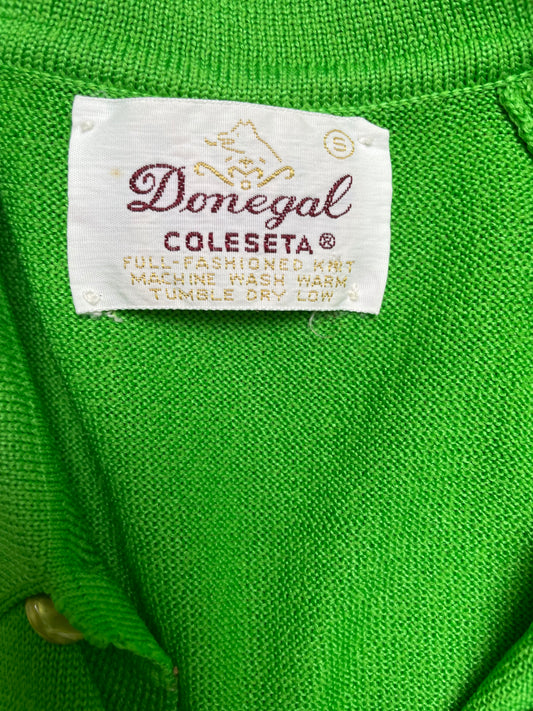 S
Donegal
COLESETA®
FULL-FASHIONED KNIT
MACHINE WASH WARM
TUMBLE DRY LOW